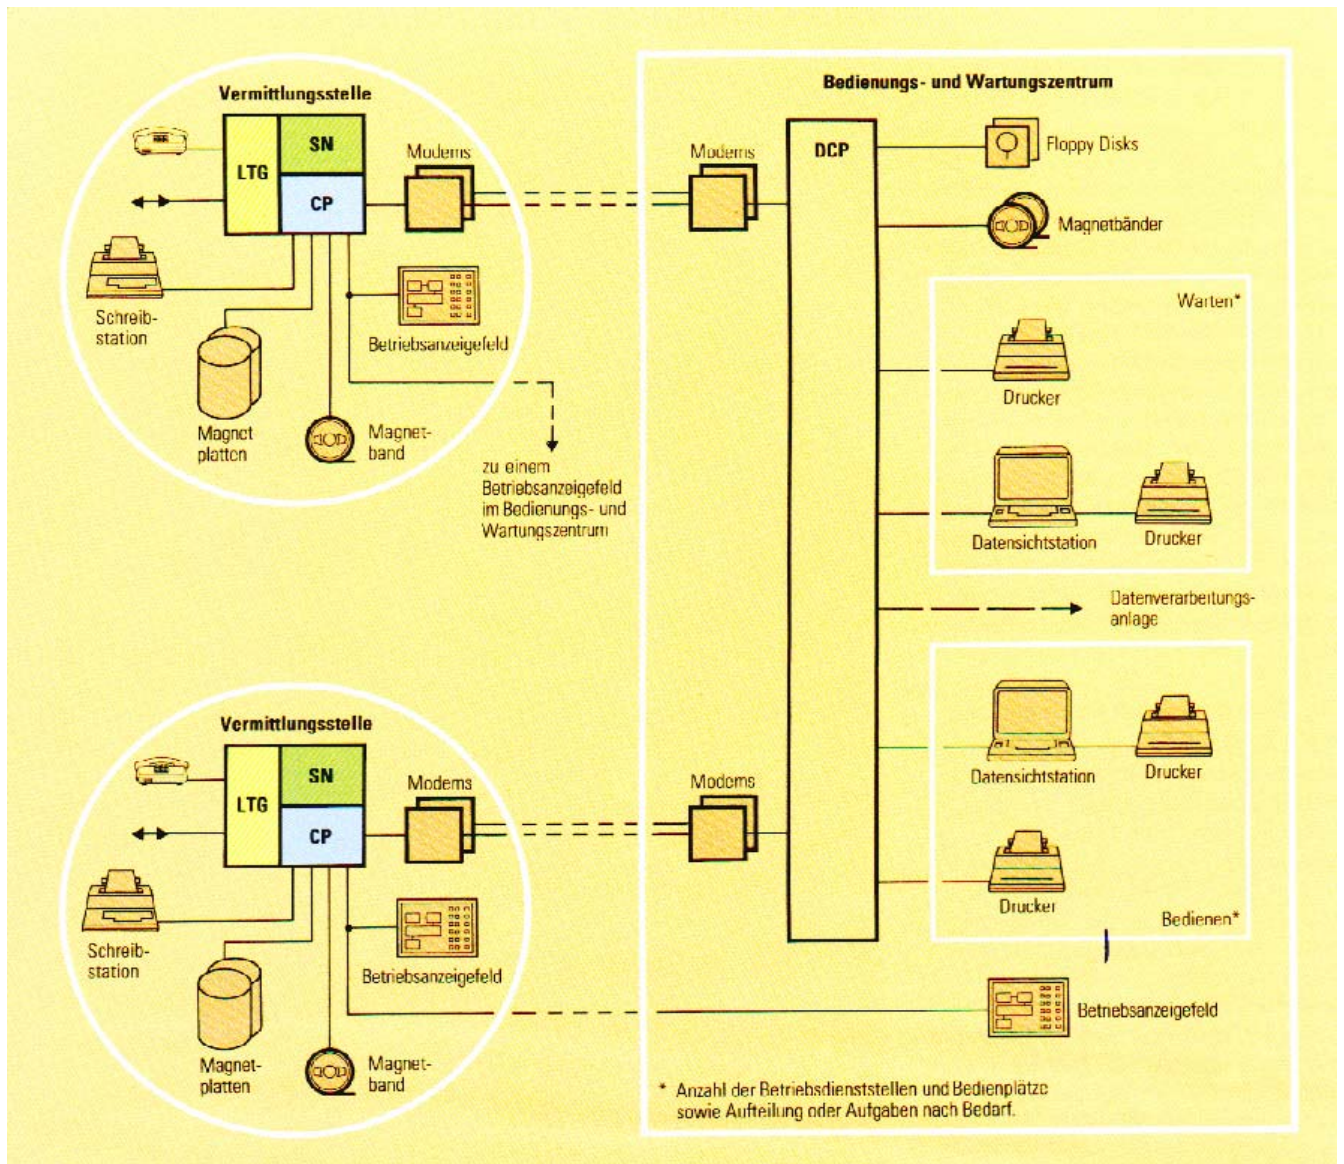 Bedienungs- und Wartungszentrum
Vermittlungsstelle
LTG
SN
CP
Modems
Schreib-
station
Magnet
platten
Magnet-
band
Betriebsanzeigefeld
zu einem
Betriebsanzeigefeld
im Bedienungs- und
Wartungszentrum
Modems
DCP
Floppy Disks
Magnetbänder
Warten*
Drucker
Datensichtstation
Drucker
Datenverarbeitungs-
anlage
Vermittlungsstelle
LTG
SN
CP
Modems
Schreib-
station
Magnet-
platten
Magnet-
band
Betriebsanzeigefeld
Modems
Datensichtstation
Drucker
Drucker
Bedienen*
Betriebsanzeigefeld
* Anzahl der Betriebsdienststellen und Bedienplätze
sowie Aufteilung oder Aufgaben nach Bedarf.